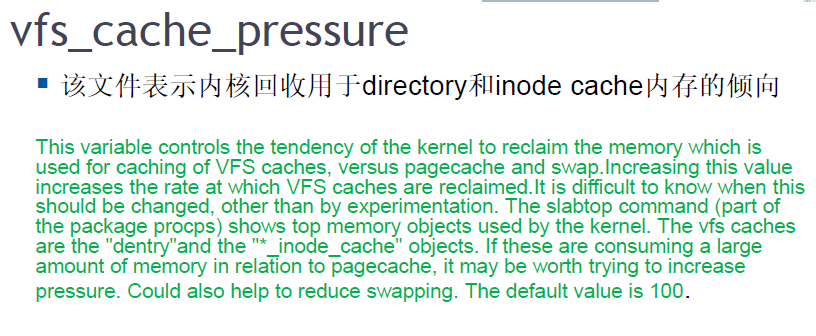 vfs_cache_pressure
该文件表示内核回收用于directory和inode cache内存的倾向
This variable controls the tendency of the kernel to reclaim the memory which is
used for caching of VFS caches, versus pagecache and swap.Increasing this value
increases the rate at which VFS caches are reclaimed.It is difficult to know when this
should be changed, other than by experimentation. The slabtop command (part of
the package procps) shows top memory objects used by the kernel. The vfs caches
are the "dentry"and the "*_inode_cache" objects. If these are consuming a large
amount of memory in relation to pagecache, it may be worth trying to increase
pressure. Could also help to reduce swapping. The default value is 100.